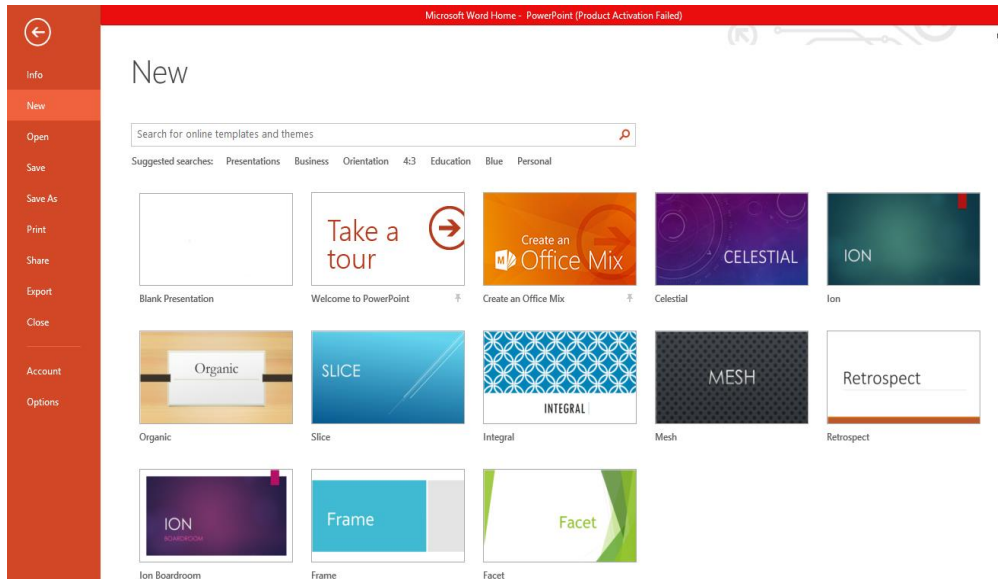 Microsoft Word Home - PowerPoint (Product Activation Failed)
Info
New
Open
Save
Save As
Print
Share
Export
Close
Account
Options
New
Search for online templates and themes
Suggested searches: Presentations Business Orientation 4:3 Education Blue Personal
Take a
tour
Create an
Office Mix
CELESTIAL
ION
Blank Presentation
Welcome to PowerPoint
Create an Office Mix
Celestial
Ion
Organic
SLICE
INTEGRAL
MESH
Retrospect
Organic
Slice
Integral
Mesh
Retrospect
ION
BOARDROOM
Frame
Facet
Ion Boardroom
Frame
Facet